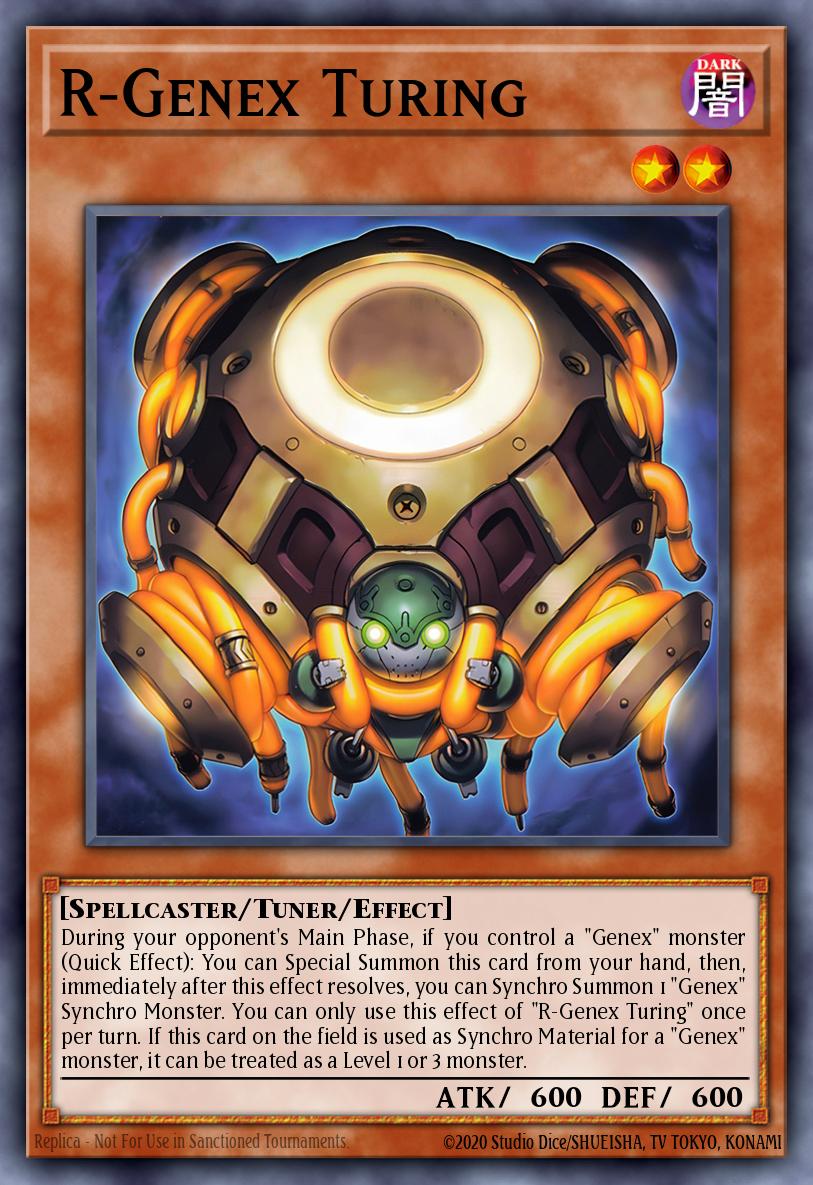 R-Genex Turing
DARK
闇
[Spellcaster/Tuner/Effect]
During your opponent's Main Phase, if you control a "Genex" monster
(Quick Effect): You can Special Summon this card from your hand, then,
immediately after this effect resolves, you can Synchro Summon 1 "Genex"
Synchro Monster. You can only use this effect of "R-Genex Turing" once
per turn. If this card on the field is used as Synchro Material for a "Genex"
monster, it can be treated as a Level 1 or 3 monster.
ATK/ 600 DEF/ 600
Replica - Not For Use in Sanctioned Tournaments.
©2020 Studio Dice/SHUEISHA, TV TOKYO, KONAMI